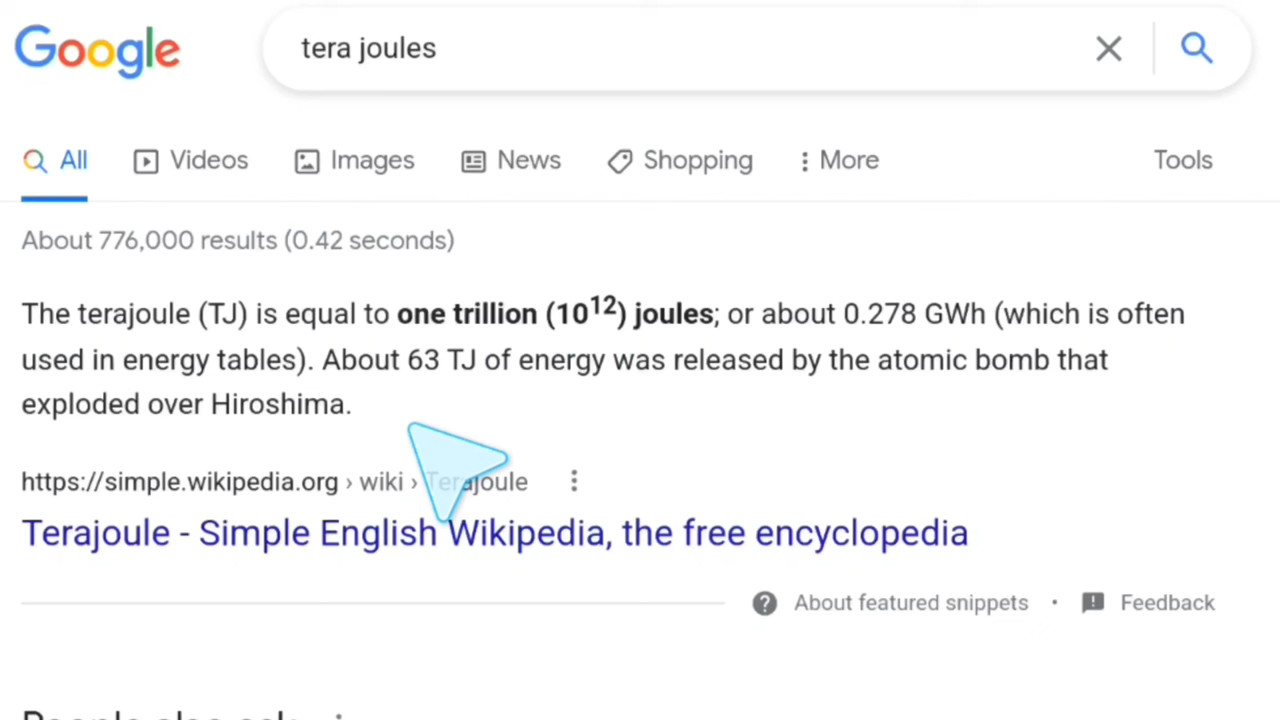 Google
tera joules
All Videos Images News Shopping More Tools
About 776,000 results (0.42 seconds)
The terajoule (TJ) is equal to one trillion (10¹²) joules; or about 0.278 GWh (which is often
used in energy tables). About 63 TJ of energy was released by the atomic bomb that
exploded over Hiroshima.
https://simple.wikipedia.org › wiki › Terajoule
Terajoule - Simple English Wikipedia, the free encyclopedia
About featured snippets · Feedback
People also ask